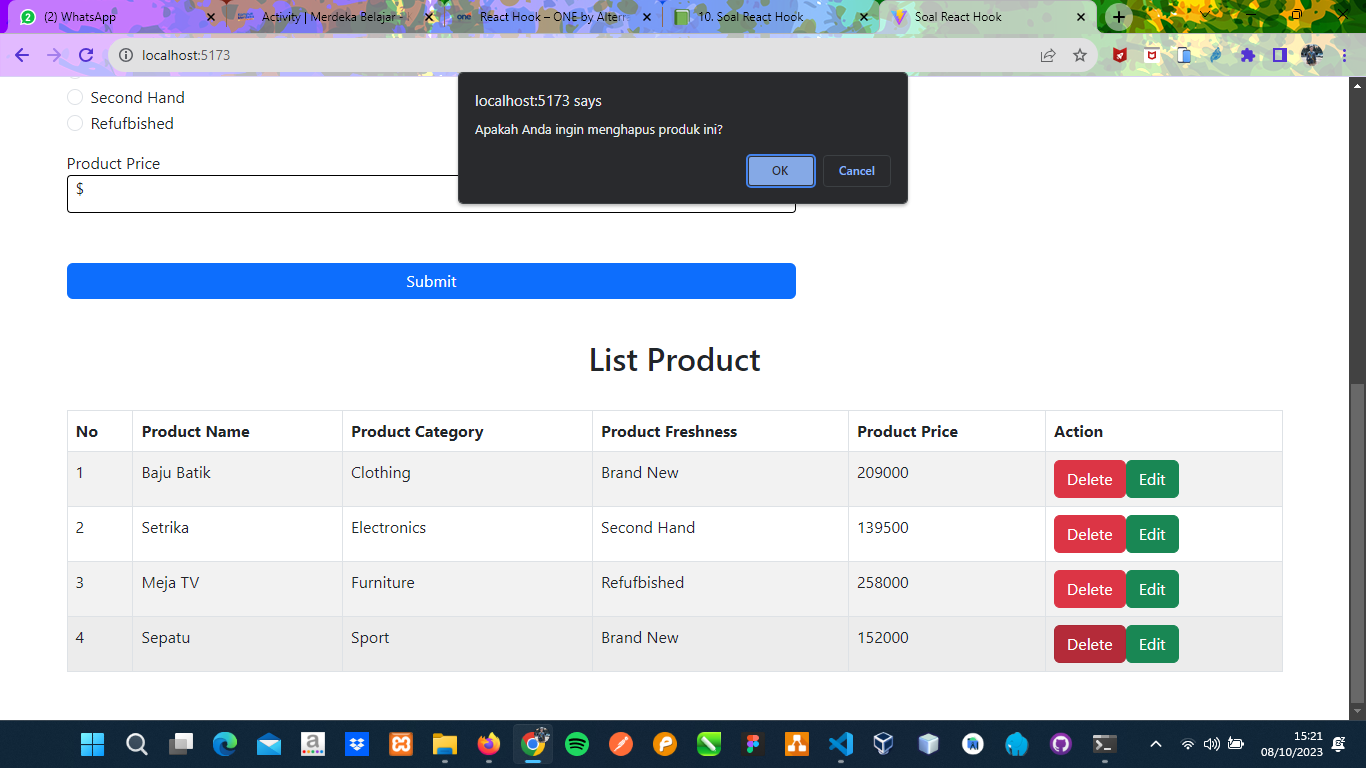 (2) WhatsApp
Activity | Merdeka Belajar -
React Hook – ONE by Alterr
10. Soal React Hook
Soal React Hook
localhost:5173
Second Hand
Refufbished
localhost:5173 says
Apakah Anda ingin menghapus produk ini?
OK Cancel
Product Price
$
Submit
List Product
No Product Name Product Category Product Freshness Product Price Action
1 Baju Batik Clothing Brand New 209000 Delete Edit
2 Setrika Electronics Second Hand 139500 Delete Edit
3 Meja TV Furniture Refufbished 258000 Delete Edit
4 Sepatu Sport Brand New 152000 Delete Edit
15:21
08/10/2023